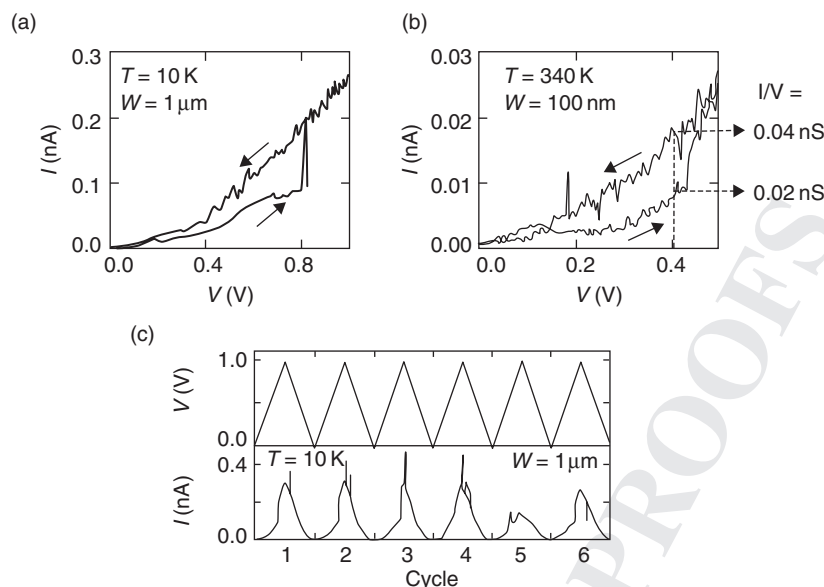 (a)
0.3
T = 10 K
W = 1 μm
0.2
I (nA)
0.1
0.0
0.0 0.4 0.8
V (V)
(b)
0.03
T = 340 K
W = 100 nm
0.02
I (nA)
0.01
0.00
0.0 0.2 0.4
V (V)
I/V =
0.04 nS
0.02 nS
(c)
1.0
V (V)
0.0
T = 10 K W = 1 μm
0.4
I (nA)
0.0
1 2 3 4 5 6
Cycle
PROOFS